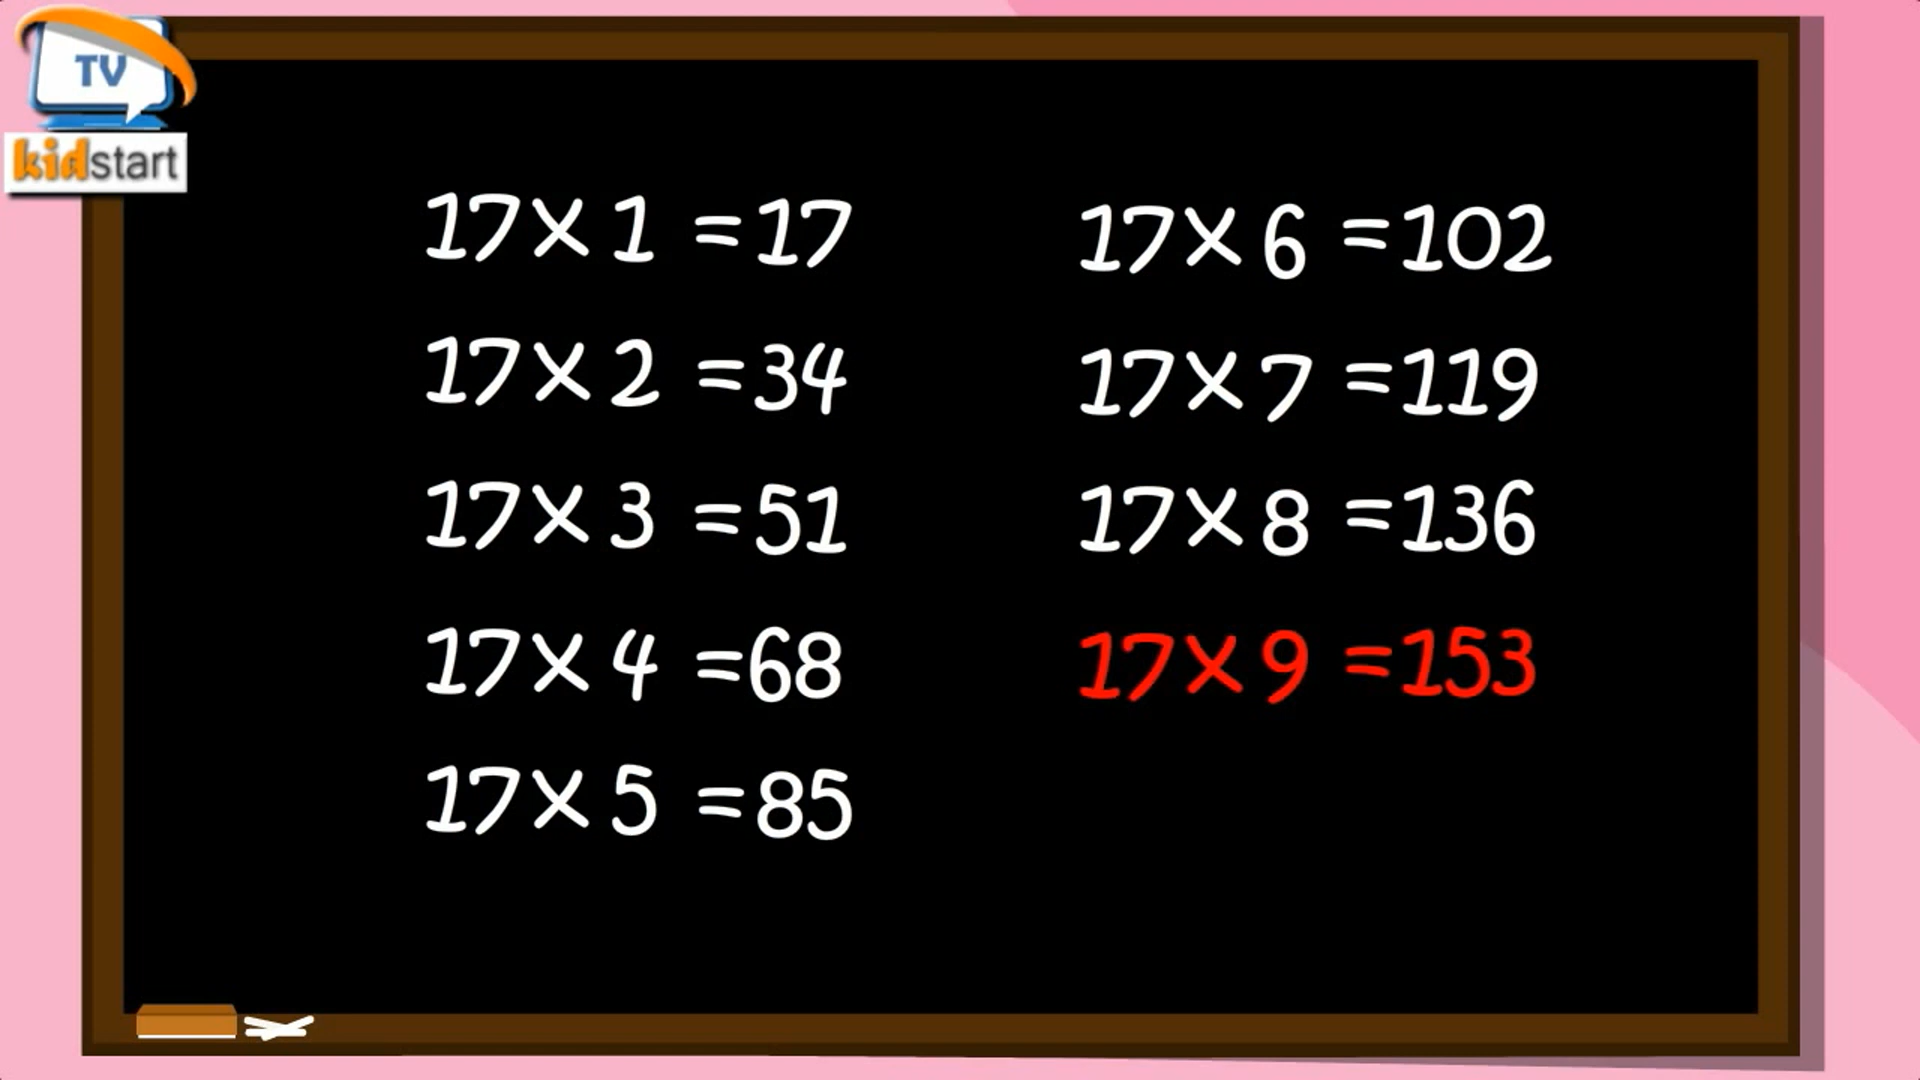 TV
kidstart
17 × 1 = 17
17 × 2 = 34
17 × 3 = 51
17 × 4 = 68
17 × 5 = 85
17 × 6 = 102
17 × 7 = 119
17 × 8 = 136
17 × 9 = 153